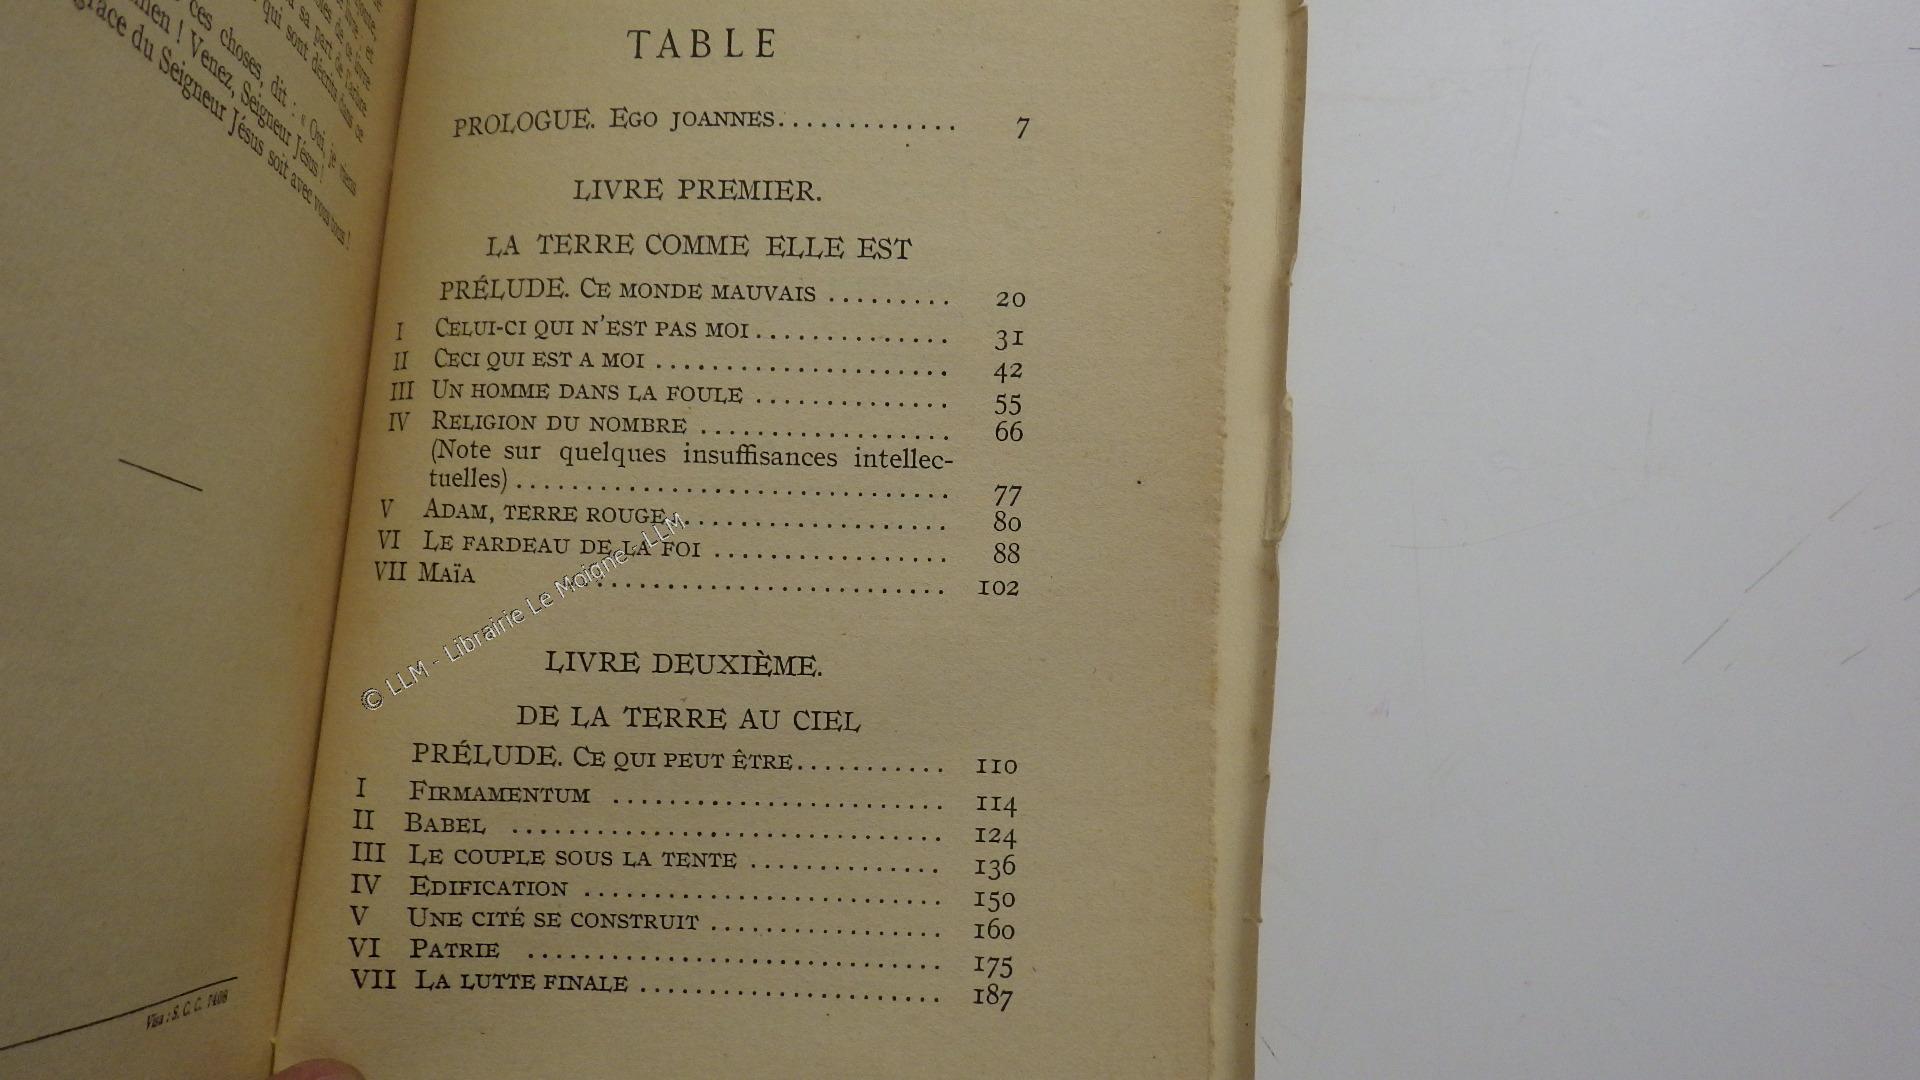 ces choses, dit : « Oui, je viens
! Venez, Seigneur Jésus !
grâce du Seigneur Jésus soit avec vous tous !
Visa : S. C. C. 7408
TABLE
PROLOGUE. EGO JOANNES............. 7
LIVRE PREMIER.
LA TERRE COMME ELLE EST
PRÉLUDE. CE MONDE MAUVAIS ......... 20
I CELUI-CI QUI N'EST PAS MOI.............. 31
II CECI QUI EST A MOI ..................... 42
III UN HOMME DANS LA FOULE .............. 55
IV RELIGION DU NOMBRE .................. 66
(Note sur quelques insuffisances intellec-
tuelles)............................... 77
V ADAM, TERRE ROUGE.................... 80
VI LE FARDEAU DE LA FOI ................. 88
VII MAÏA ......................... 102
LIVRE DEUXIÈME.
DE LA TERRE AU CIEL
PRÉLUDE. CE QUI PEUT ÊTRE........... 110
I FIRMAMENTUM ........................ 114
II BABEL ............................... 124
III LE COUPLE SOUS LA TENTE .............. 136
IV EDIFICATION .......................... 150
V UNE CITÉ SE CONSTRUIT ................. 160
VI PATRIE .............................. 175
VII LA LUTTE FINALE ...................... 187
© LLM - Librairie Le Moigne - LLM